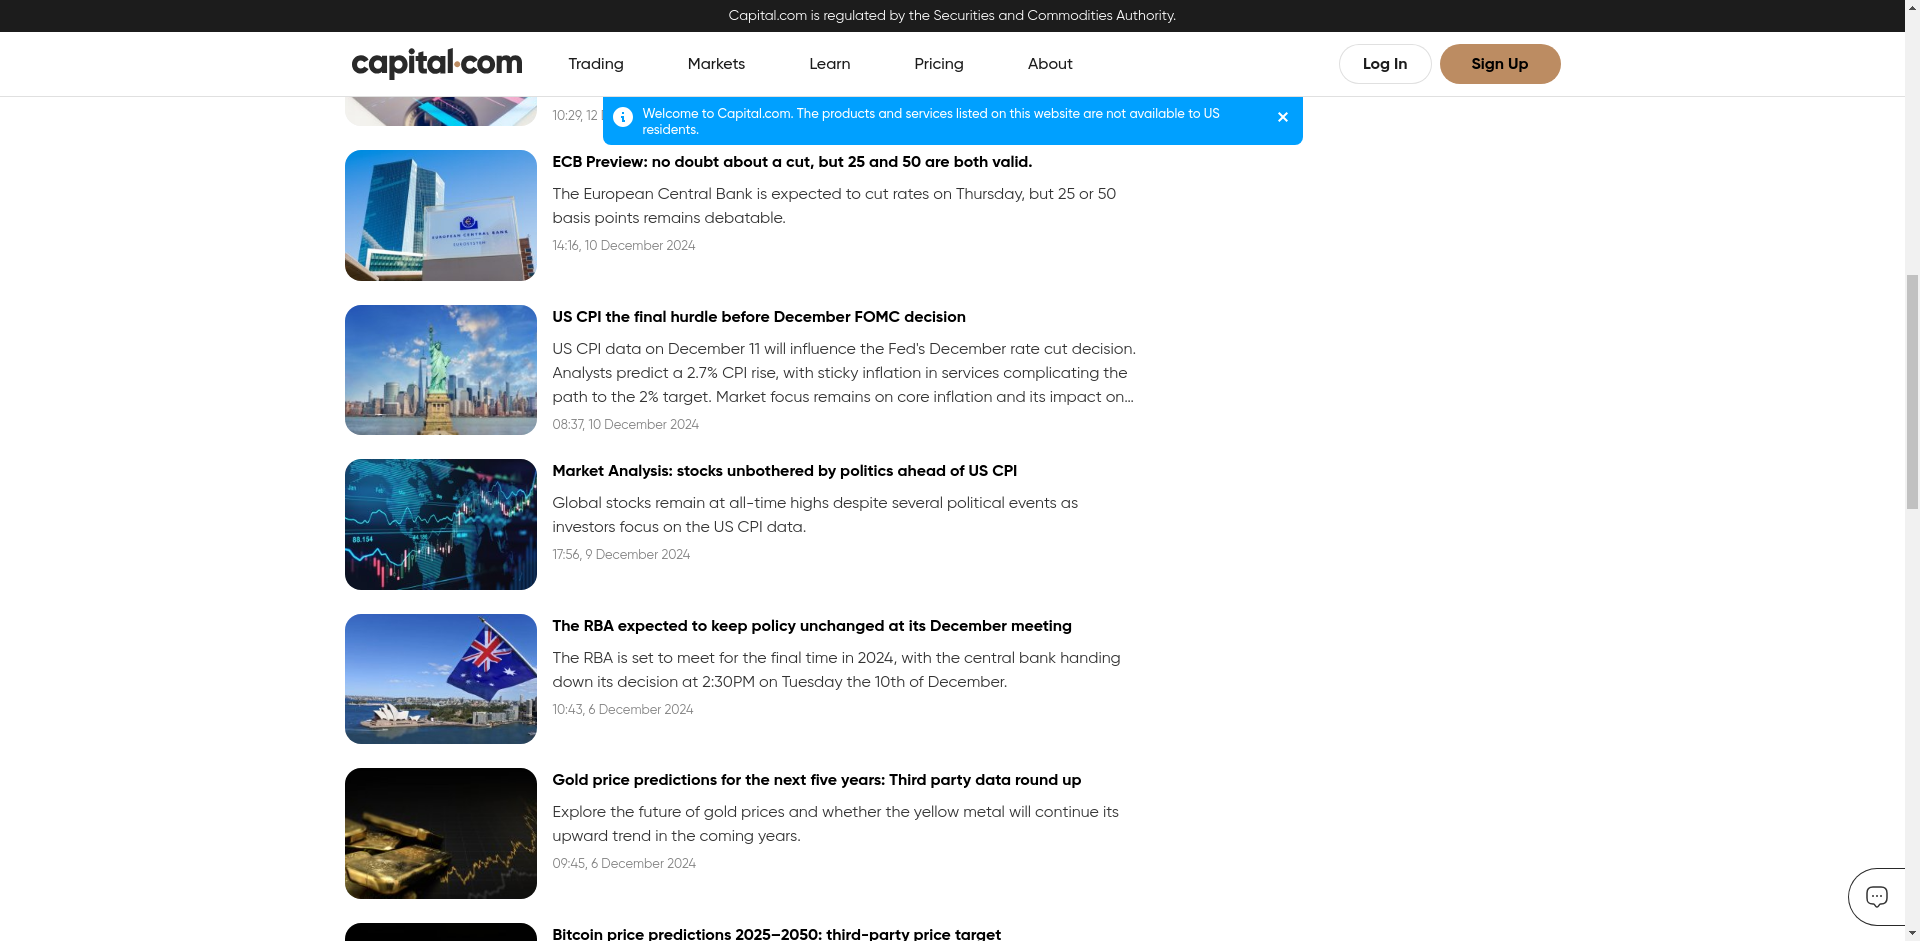 Capital.com is regulated by the Securities and Commodities Authority.
capital.com
Trading
Markets
Learn
Pricing
About
Log In
Sign Up
10:29, 12
Welcome to Capital.com. The products and services listed on this website are not available to US
residents.
ECB Preview: no doubt about a cut, but 25 and 50 are both valid.
The European Central Bank is expected to cut rates on Thursday, but 25 or 50
basis points remains debatable.
14:16, 10 December 2024
EUROPEAN CENTRAL BANK
EUROSYSTEM
US CPI the final hurdle before December FOMC decision
US CPI data on December 11 will influence the Fed's December rate cut decision.
Analysts predict a 2.7% CPI rise, with sticky inflation in services complicating the
path to the 2% target. Market focus remains on core inflation and its impact on...
08:37, 10 December 2024
Market Analysis: stocks unbothered by politics ahead of US CPI
Global stocks remain at all-time highs despite several political events as
investors focus on the US CPI data.
17:56, 9 December 2024
88.154
The RBA expected to keep policy unchanged at its December meeting
The RBA is set to meet for the final time in 2024, with the central bank handing
down its decision at 2:30PM on Tuesday the 10th of December.
10:43, 6 December 2024
Gold price predictions for the next five years: Third party data round up
Explore the future of gold prices and whether the yellow metal will continue its
upward trend in the coming years.
09:45, 6 December 2024
Bitcoin price predictions 2025–2050: third-party price target